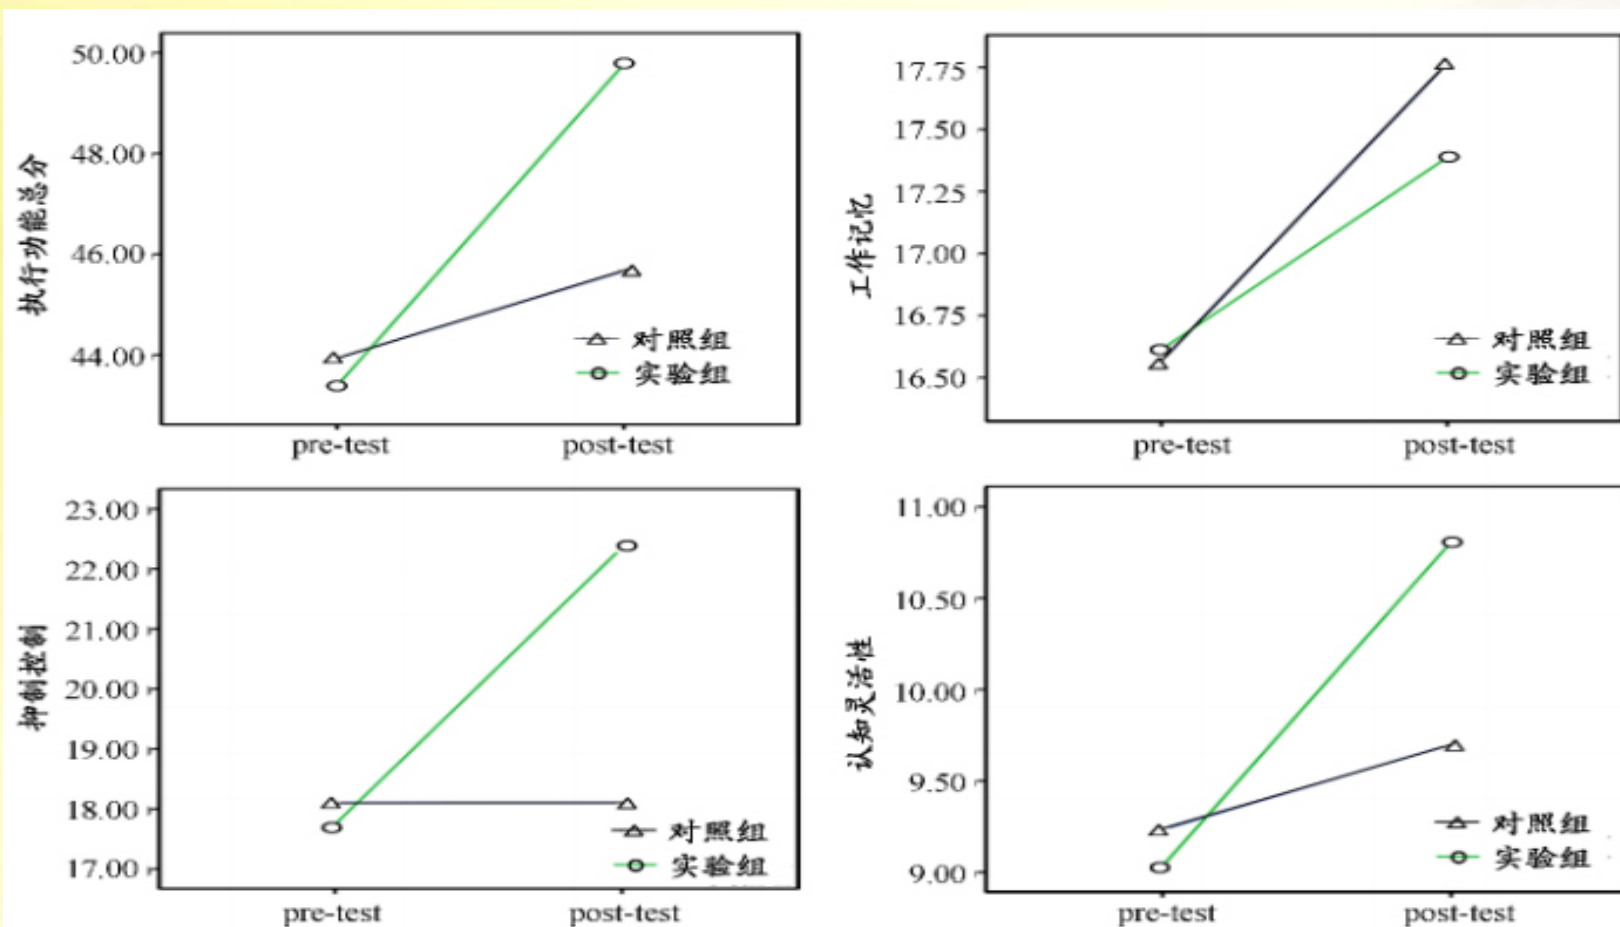 执行功能总分
50.00
48.00
46.00
44.00
对照组
实验组
pre-test post-test
工作记忆
17.75
17.50
17.25
17.00
16.75
16.50
对照组
实验组
pre-test post-test
抑制控制
23.00
22.00
21.00
20.00
19.00
18.00
17.00
对照组
实验组
pre-test post-test
认知灵活性
11.00
10.50
10.00
9.50
9.00
对照组
实验组
pre-test post-test